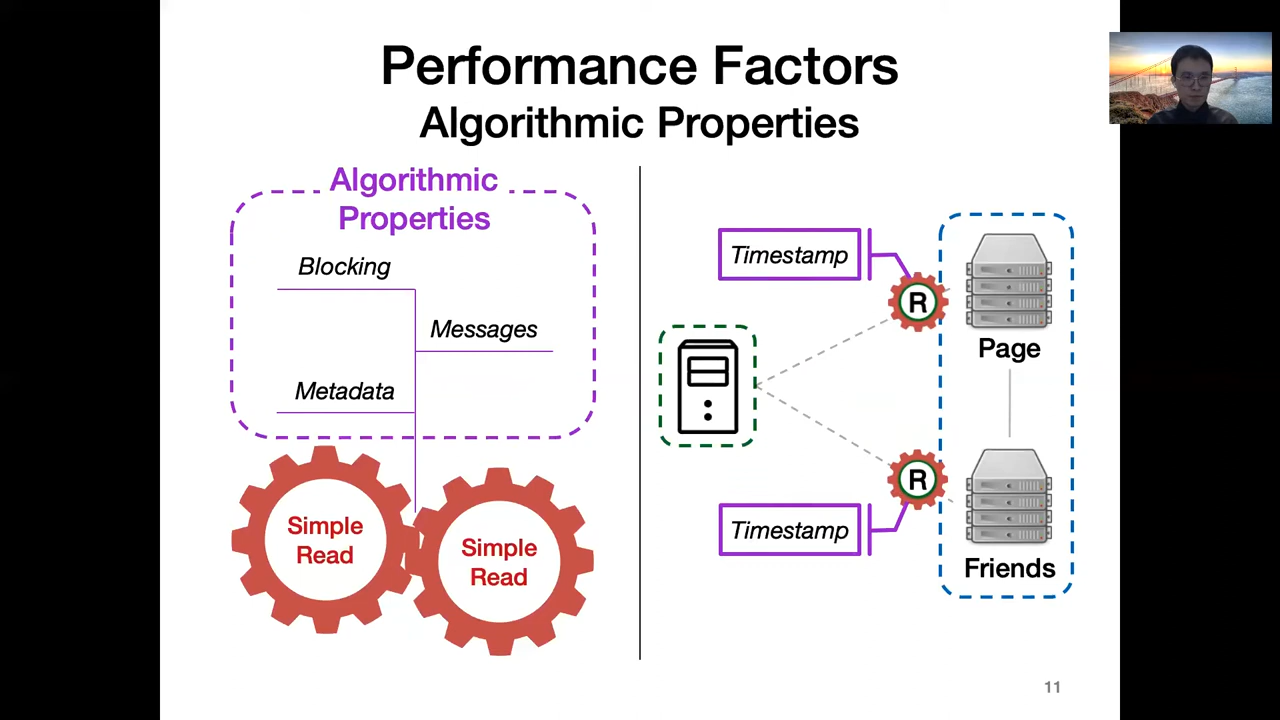 Performance Factors
Algorithmic Properties
Algorithmic
Properties
Blocking
Messages
Metadata
Simple
Read
Simple
Read
Timestamp
R
Page
R
Timestamp
Friends
11